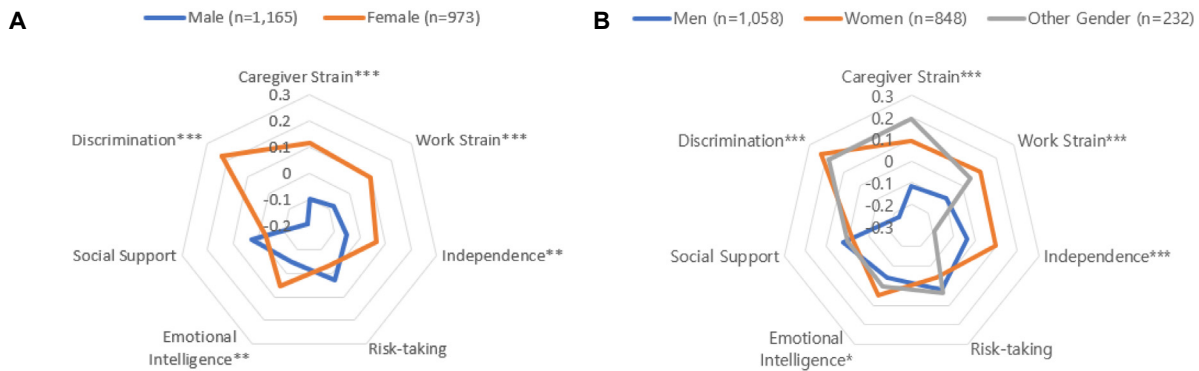 A
Male (n=1,165)
Female (n=973)
Caregiver Strain***
0.3
0.2
0.1
0
-0.1
-0.2
Discrimination***
Work Strain***
Social Support
Independence**
Emotional
Intelligence**
Risk-taking
B
Men (n=1,058)
Women (n=848)
Other Gender (n=232)
Caregiver Strain***
0.3
0.2
0.1
0
-0.1
-0.2
-0.3
Discrimination***
Work Strain***
Social Support
Independence***
Emotional
Intelligence*
Risk-taking